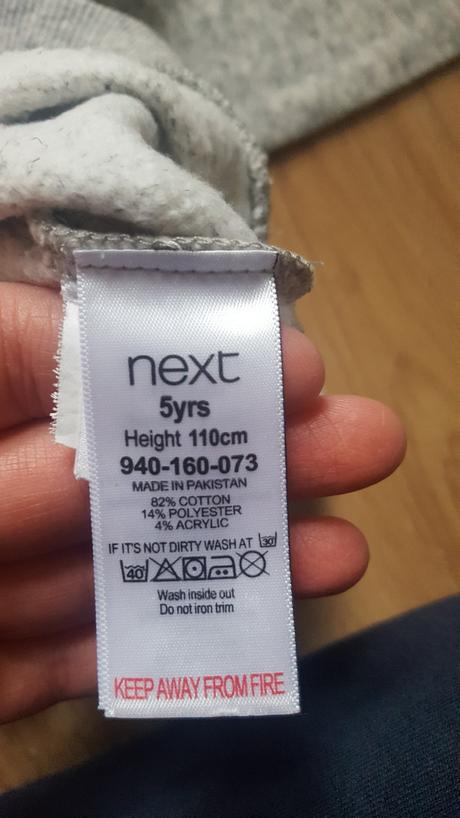 next
5yrs
Height 110cm
940-160-073
MADE IN PAKISTAN
82% COTTON
14% POLYESTER
4% ACRYLIC
IF IT'S NOT DIRTY WASH AT 30°
40°
Wash inside out
Do not iron trim
KEEP AWAY FROM FIRE